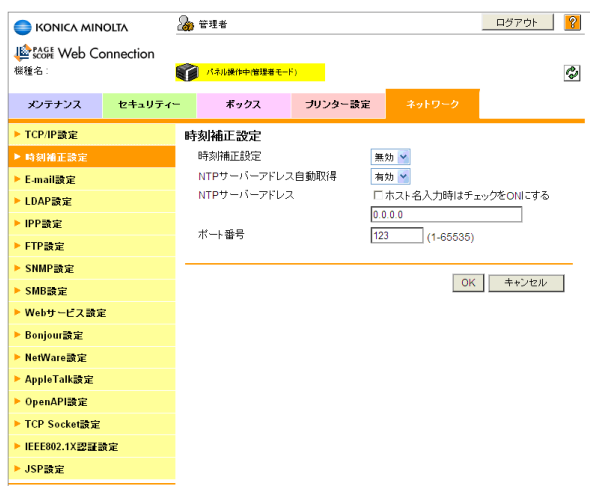 KONICA MINOLTA
管理者
ログアウト
?
PAGE SCOPE Web Connection
機種名:
パネル操作中(管理者モード)
メンテナンス
セキュリティー
ボックス
プリンター設定
ネットワーク
TCP/IP設定
時刻補正設定
E-mail設定
LDAP設定
IPP設定
FTP設定
SNMP設定
SMB設定
Webサービス設定
Bonjour設定
NetWare設定
AppleTalk設定
OpenAPI設定
TCP Socket設定
IEEE802.1X認証設定
JSP設定
時刻補正設定
時刻補正設定 無効
NTPサーバーアドレス自動取得 有効
NTPサーバーアドレス ホスト名入力時はチェックをONにする
0.0.0.0
ポート番号 123 (1-65535)
OK キャンセル